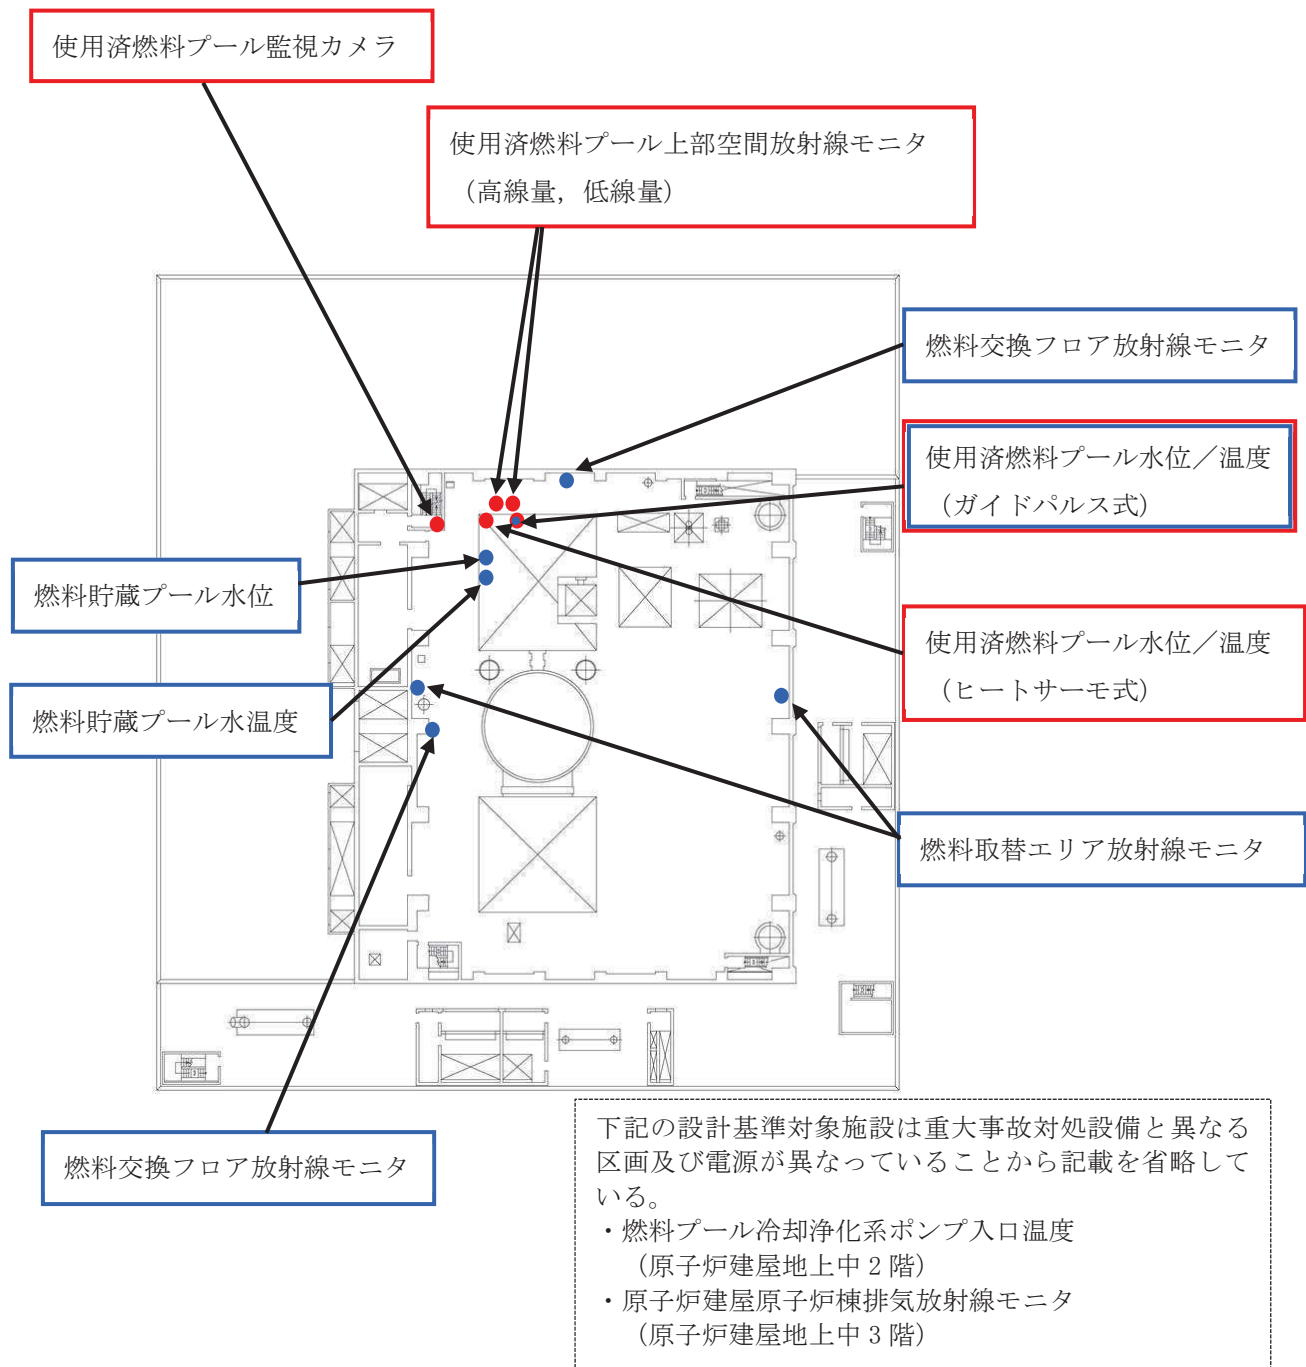 使用済燃料プール監視カメラ
使用済燃料プール上部空間放射線モニタ
（高線量，低線量）
燃料交換フロア放射線モニタ
使用済燃料プール水位／温度
（ガイドパルス式）
燃料貯蔵プール水位
使用済燃料プール水位／温度
（ヒートサーモ式）
燃料貯蔵プール水温度
燃料取替エリア放射線モニタ
燃料交換フロア放射線モニタ
下記の設計基準対象施設は重大事故対処設備と異なる
区画及び電源が異なっていることから記載を省略して
いる。
・燃料プール冷却浄化系ポンプ入口温度
（原子炉建屋地上中 2 階）
・原子炉建屋原子炉棟排気放射線モニタ
（原子炉建屋地上中 3 階）